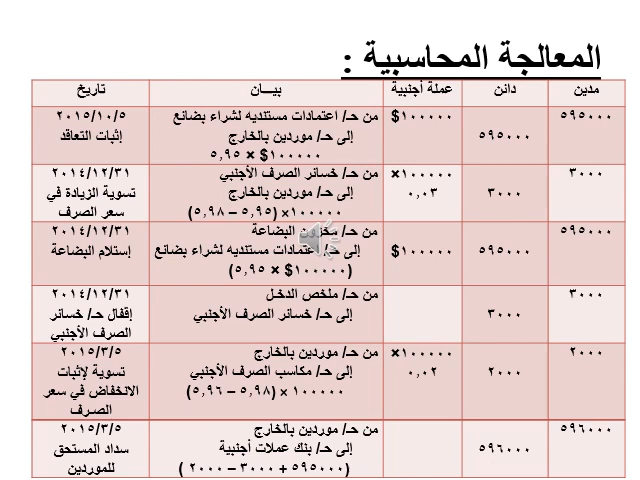 المعالجة المحاسبية :
مدين دائن عملة أجنبية بيـــان تاريخ
٥٩٥٠٠٠ ٥٩٥٠٠٠ ١٠٠٠٠٠$
من حـ/ اعتمادات مستنديه لشراء بضائع
إلى حـ/ موردين بالخارج
١٠٠٠٠٠$ × ٥,٩٥
٢٠١٥/١٠/٥
إثبات التعاقد
٣٠٠٠ ٣٠٠٠
١٠٠٠٠٠×
٠,٠٣
من حـ/ خسائر الصرف الأجنبي
إلى حـ/ موردين بالخارج
١٠٠٠٠٠× (٥,٩٥ – ٥,٩٨)
٢٠١٤/١٢/٣١
تسوية الزيادة في
سعر الصرف
٥٩٥٠٠٠ ٥٩٥٠٠٠ ١٠٠٠٠٠$
من حـ/ مخزون البضاعة
إلى حـ/ اعتمادات مستنديه لشراء بضائع
(١٠٠٠٠٠$ × ٥,٩٥)
٢٠١٤/١٢/٣١
إستلام البضاعة
٣٠٠٠ ٣٠٠٠
من حـ/ ملخص الدخل
إلى حـ/ خسائر الصرف الأجنبي
٢٠١٤/١٢/٣١
إقفال حـ/ خسائر
الصرف الأجنبي
٢٠٠٠ ٢٠٠٠
١٠٠٠٠٠×
٠,٠٢
من حـ/ موردين بالخارج
إلى حـ/ مكاسب الصرف الأجنبي
١٠٠٠٠٠ × (٥,٩٨ – ٥,٩٦)
٢٠١٥/٣/٥
تسوية لإثبات
الانخفاض في سعر
الصرف
٥٩٦٠٠٠ ٥٩٦٠٠٠
من حـ/ موردين بالخارج
إلى حـ/ بنك عملات أجنبية
(٥٩٥٠٠٠ + ٣٠٠٠ – ٢٠٠٠ )
٢٠١٥/٣/٥
سداد المستحق
للموردين